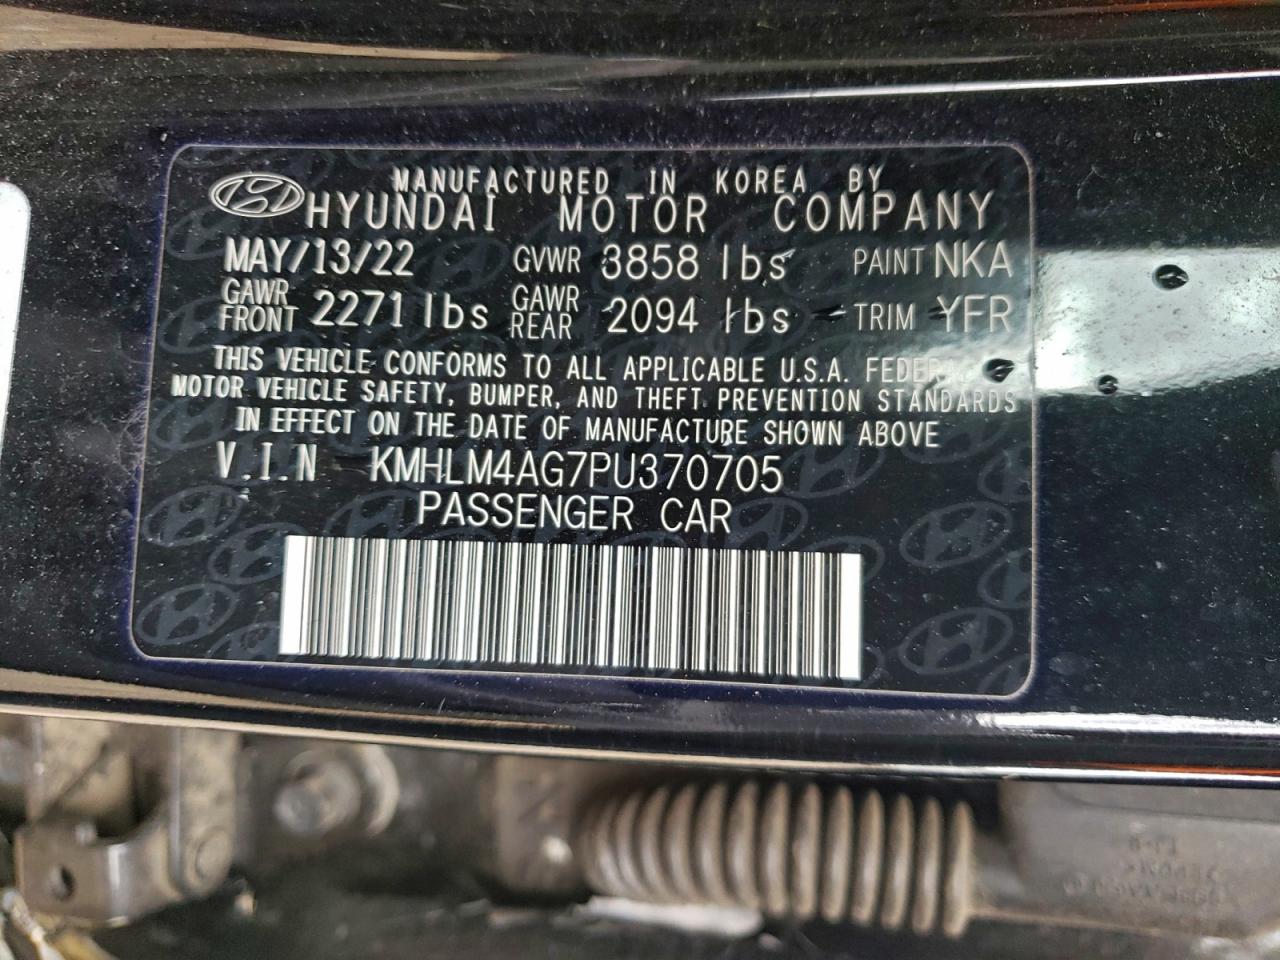 MANUFACTURED IN KOREA BY
HYUNDAI MOTOR COMPANY
MAY/13/22 GVWR 3858 lbs PAINT NKA
GAWR FRONT 2271 lbs GAWR REAR 2094 lbs TRIM YFR
THIS VEHICLE CONFORMS TO ALL APPLICABLE U.S.A. FEDERAL
MOTOR VEHICLE SAFETY, BUMPER, AND THEFT PREVENTION STANDARDS
IN EFFECT ON THE DATE OF MANUFACTURE SHOWN ABOVE
V.I.N KMHLM4AG7PU370705
PASSENGER CAR